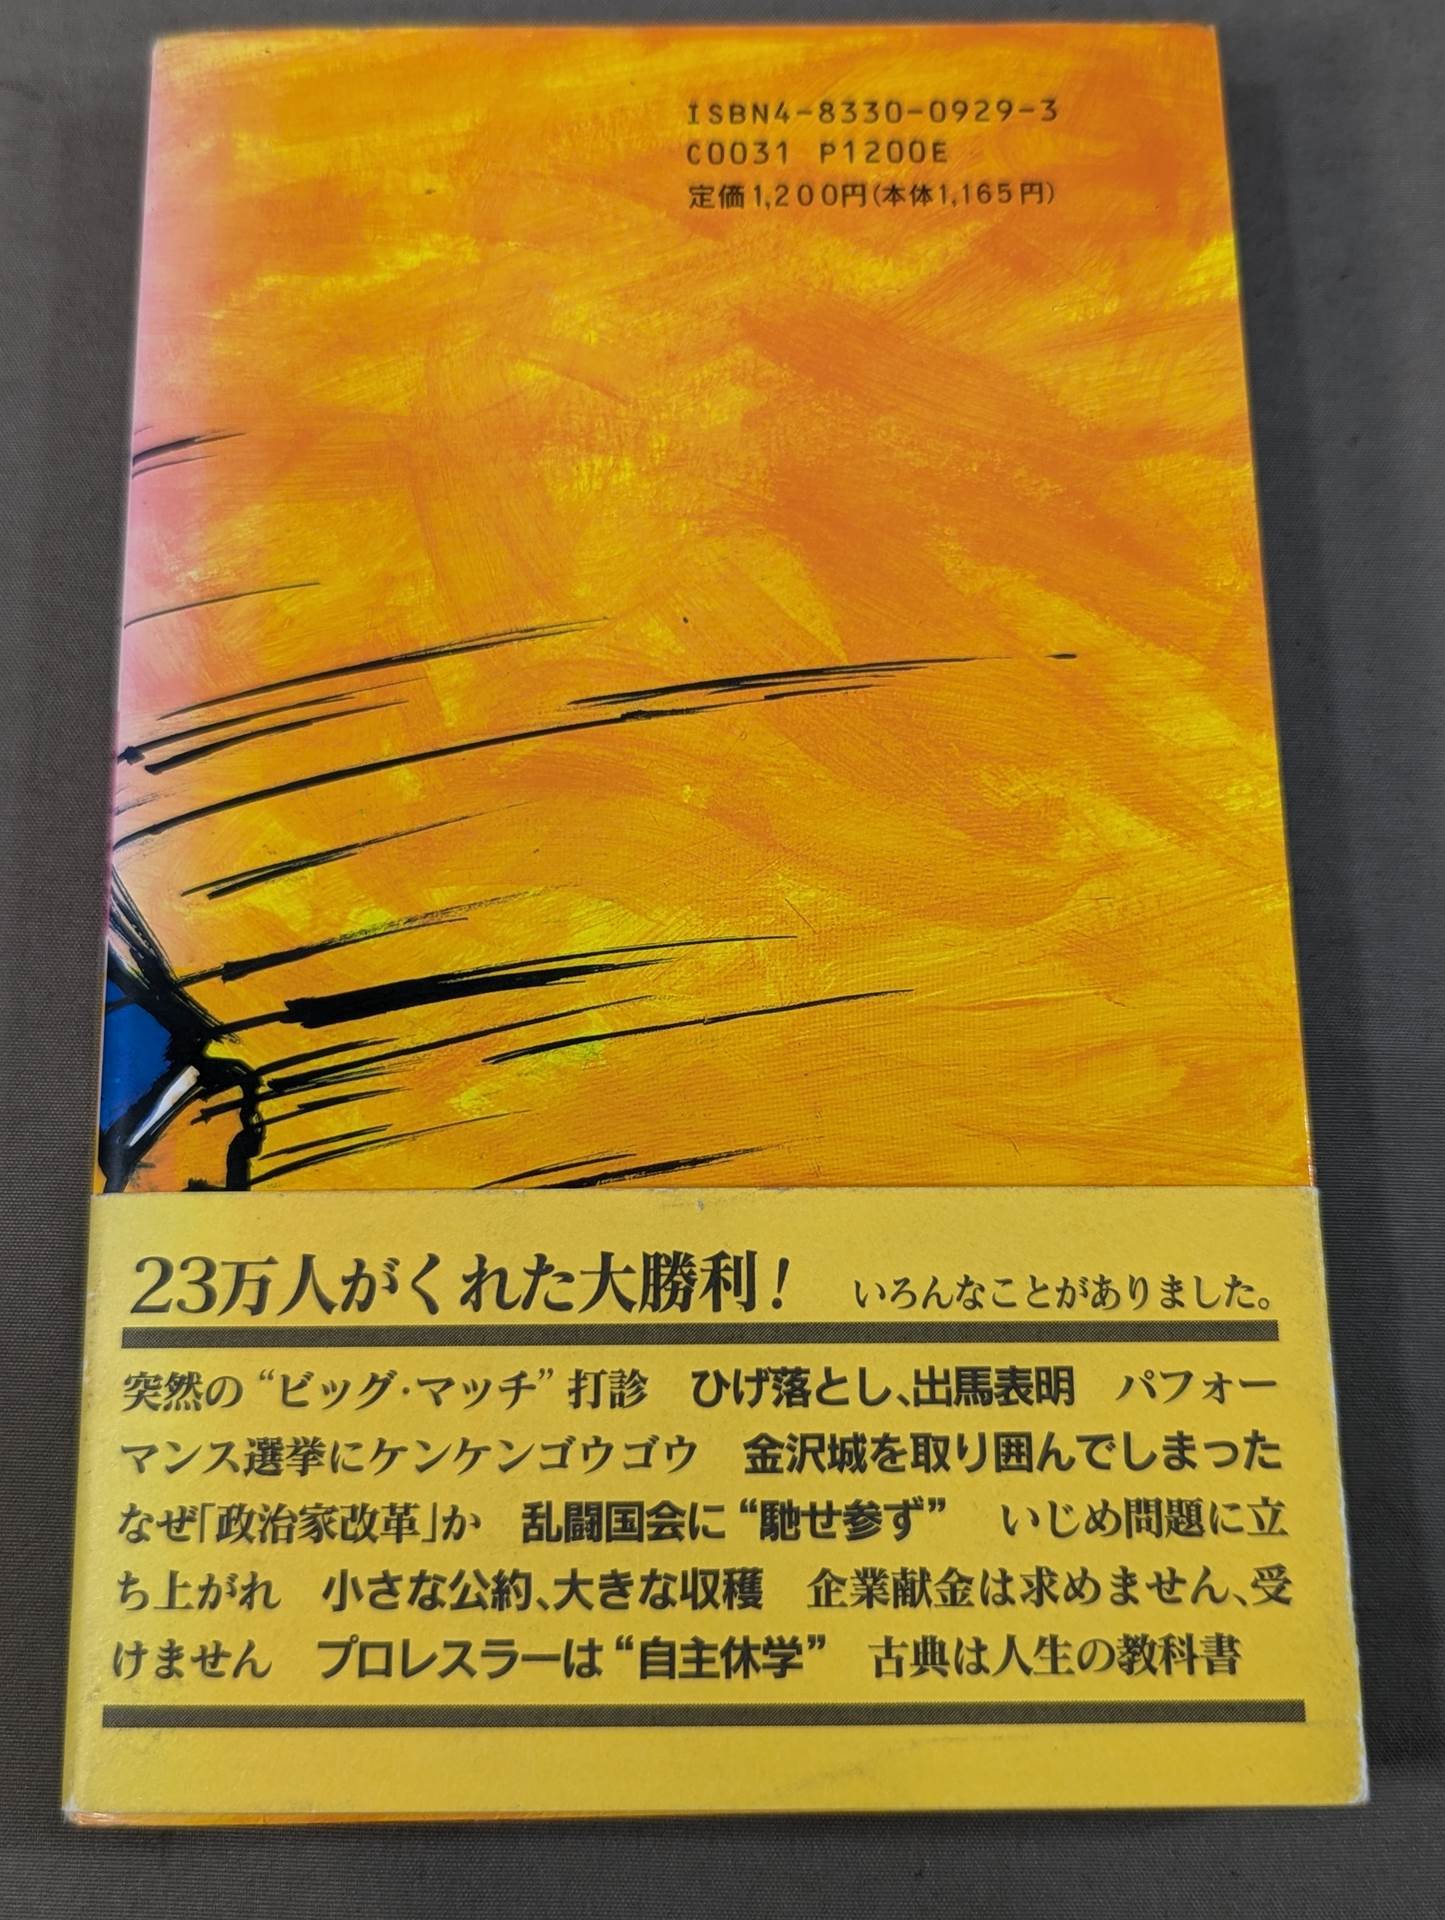 ISBN4-8330-0929-3
C0031 P1200E
定価1,200円(本体1,165円)
23万人がくれた大勝利! いろんなことがありました。
突然の“ビッグ・マッチ”打診 ひげ落とし、出馬表明 パフォー
マンス選挙にケンケンゴウゴウ 金沢城を取り囲んでしまった
なぜ「政治家改革」か 乱闘国会に“馳せ参ず” いじめ問題に立
ち上がれ 小さな公約、大きな収穫 企業献金は求めません、受
けません プロレスラーは“自主休学” 古典は人生の教科書